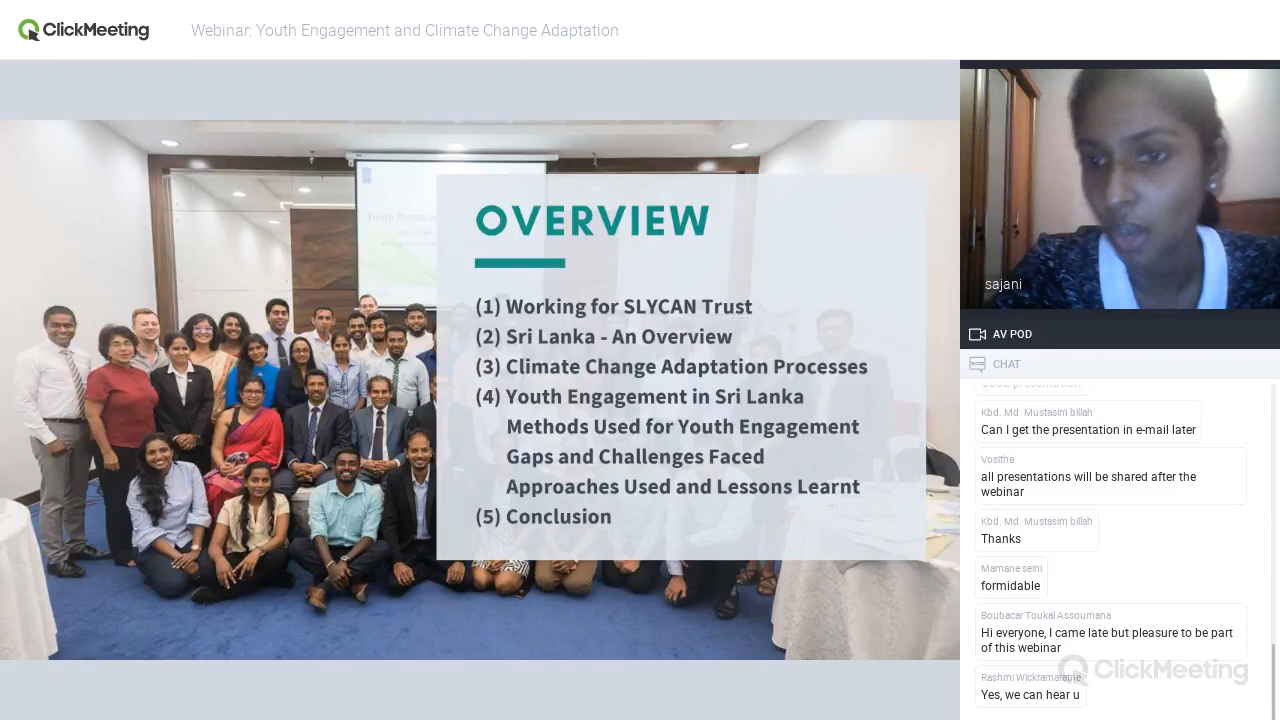 ClickMeeting
Webinar: Youth Engagement and Climate Change Adaptation
OVERVIEW
(1) Working for SLYCAN Trust
(2) Sri Lanka - An Overview
(3) Climate Change Adaptation Processes
(4) Youth Engagement in Sri Lanka
Methods Used for Youth Engagement
Gaps and Challenges Faced
Approaches Used and Lessons Learnt
(5) Conclusion
sajani
AV POD
CHAT
Good presentation.
Kbd. Md. Mustasim billah
Can I get the presentation in e-mail later
Vositha
all presentations will be shared after the
webinar
Kbd. Md. Mustasim billah
Thanks
Mamane seini
formidable
Boubacar Toukal Assoumana
Hi everyone, I came late but pleasure to be part
of this webinar
Rashmi Wickramaratne
Yes, we can hear u
ClickMeeting